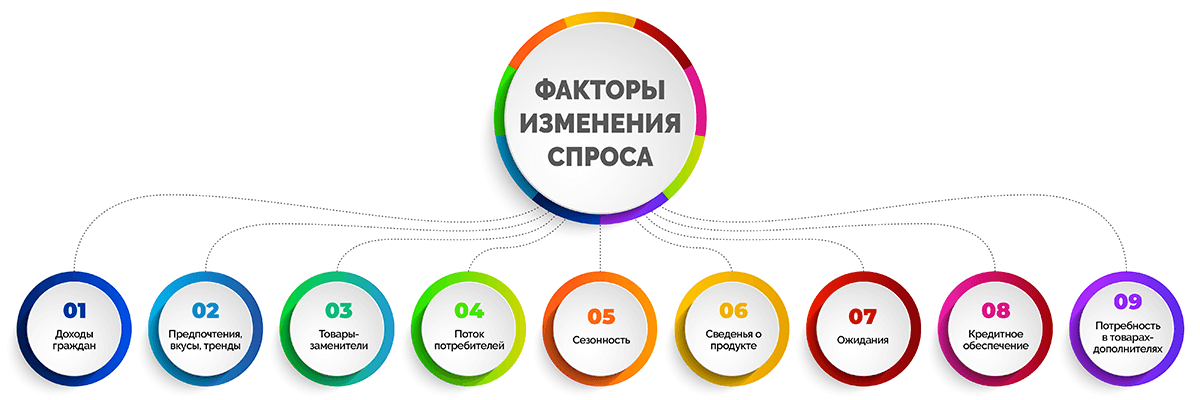 ФАКТОРЫ
ИЗМЕНЕНИЯ
СПРОСА
01
Доходы
граждан
02
Предпочтения,
вкусы, тренды
03
Товары-
заменители
04
Поток
потребителей
05
Сезонность
06
Сведенья о
продукте
07
Ожидания
08
Кредитное
обеспечение
09
Потребность
в товарах-
дополнителях